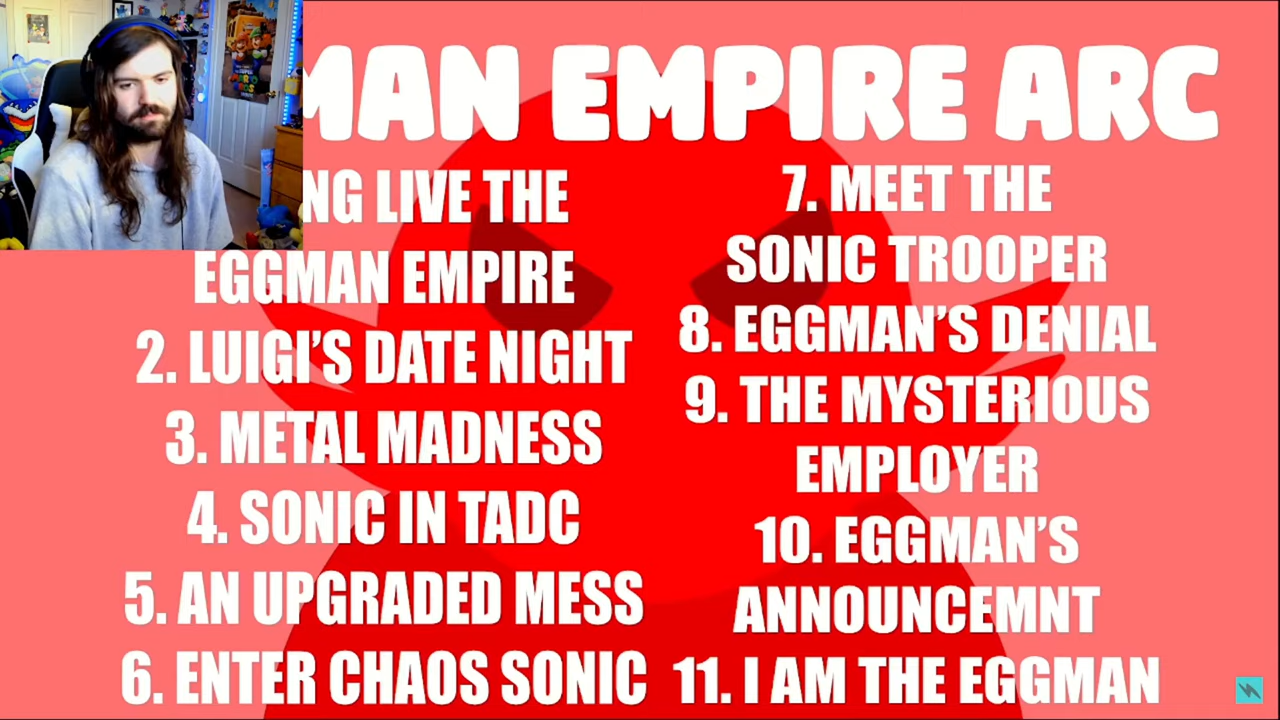 MAN EMPIRE ARC
NG LIVE THE
EGGMAN EMPIRE
2. LUIGI'S DATE NIGHT
3. METAL MADNESS
4. SONIC IN TADC
5. AN UPGRADED MESS
6. ENTER CHAOS SONIC
7. MEET THE
SONIC TROOPER
8. EGGMAN'S DENIAL
9. THE MYSTERIOUS
EMPLOYER
10. EGGMAN'S
ANNOUNCEMNT
11. I AM THE EGGMAN